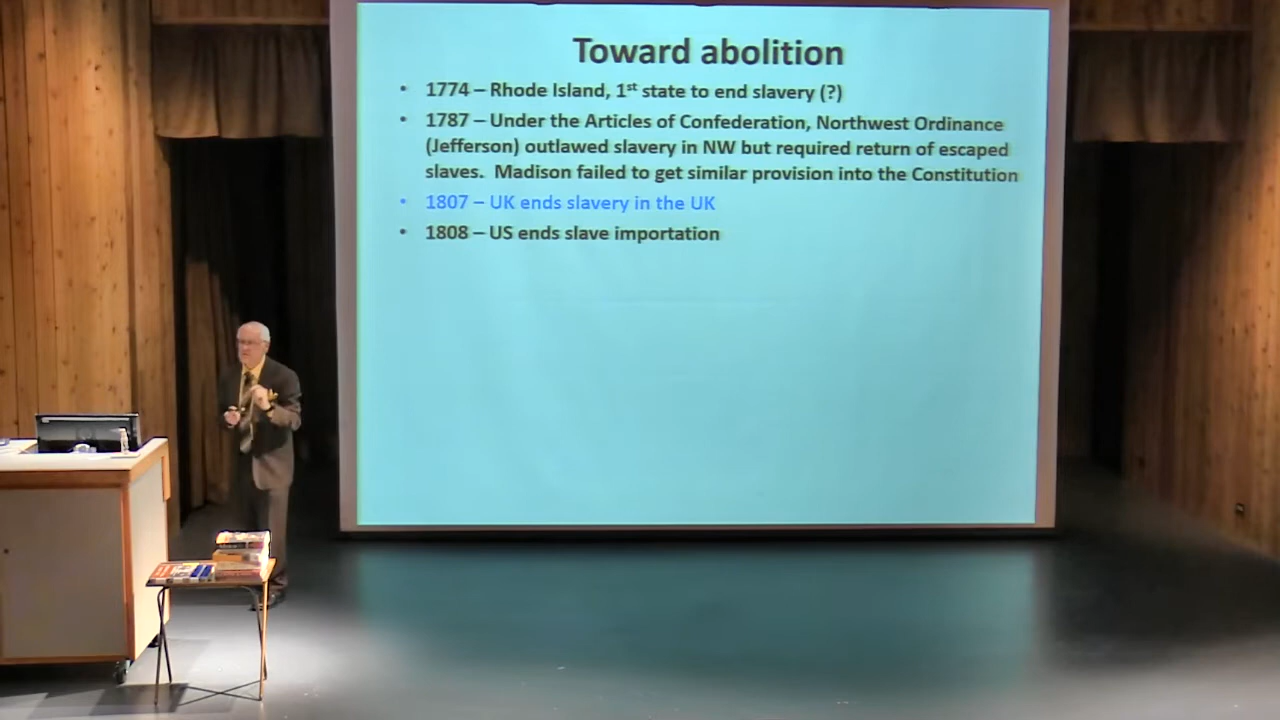 Toward abolition
• 1774 – Rhode Island, 1st state to end slavery (?)
• 1787 – Under the Articles of Confederation, Northwest Ordinance
(Jefferson) outlawed slavery in NW but required return of escaped
slaves. Madison failed to get similar provision into the Constitution
• 1807 – UK ends slavery in the UK
• 1808 – US ends slave importation